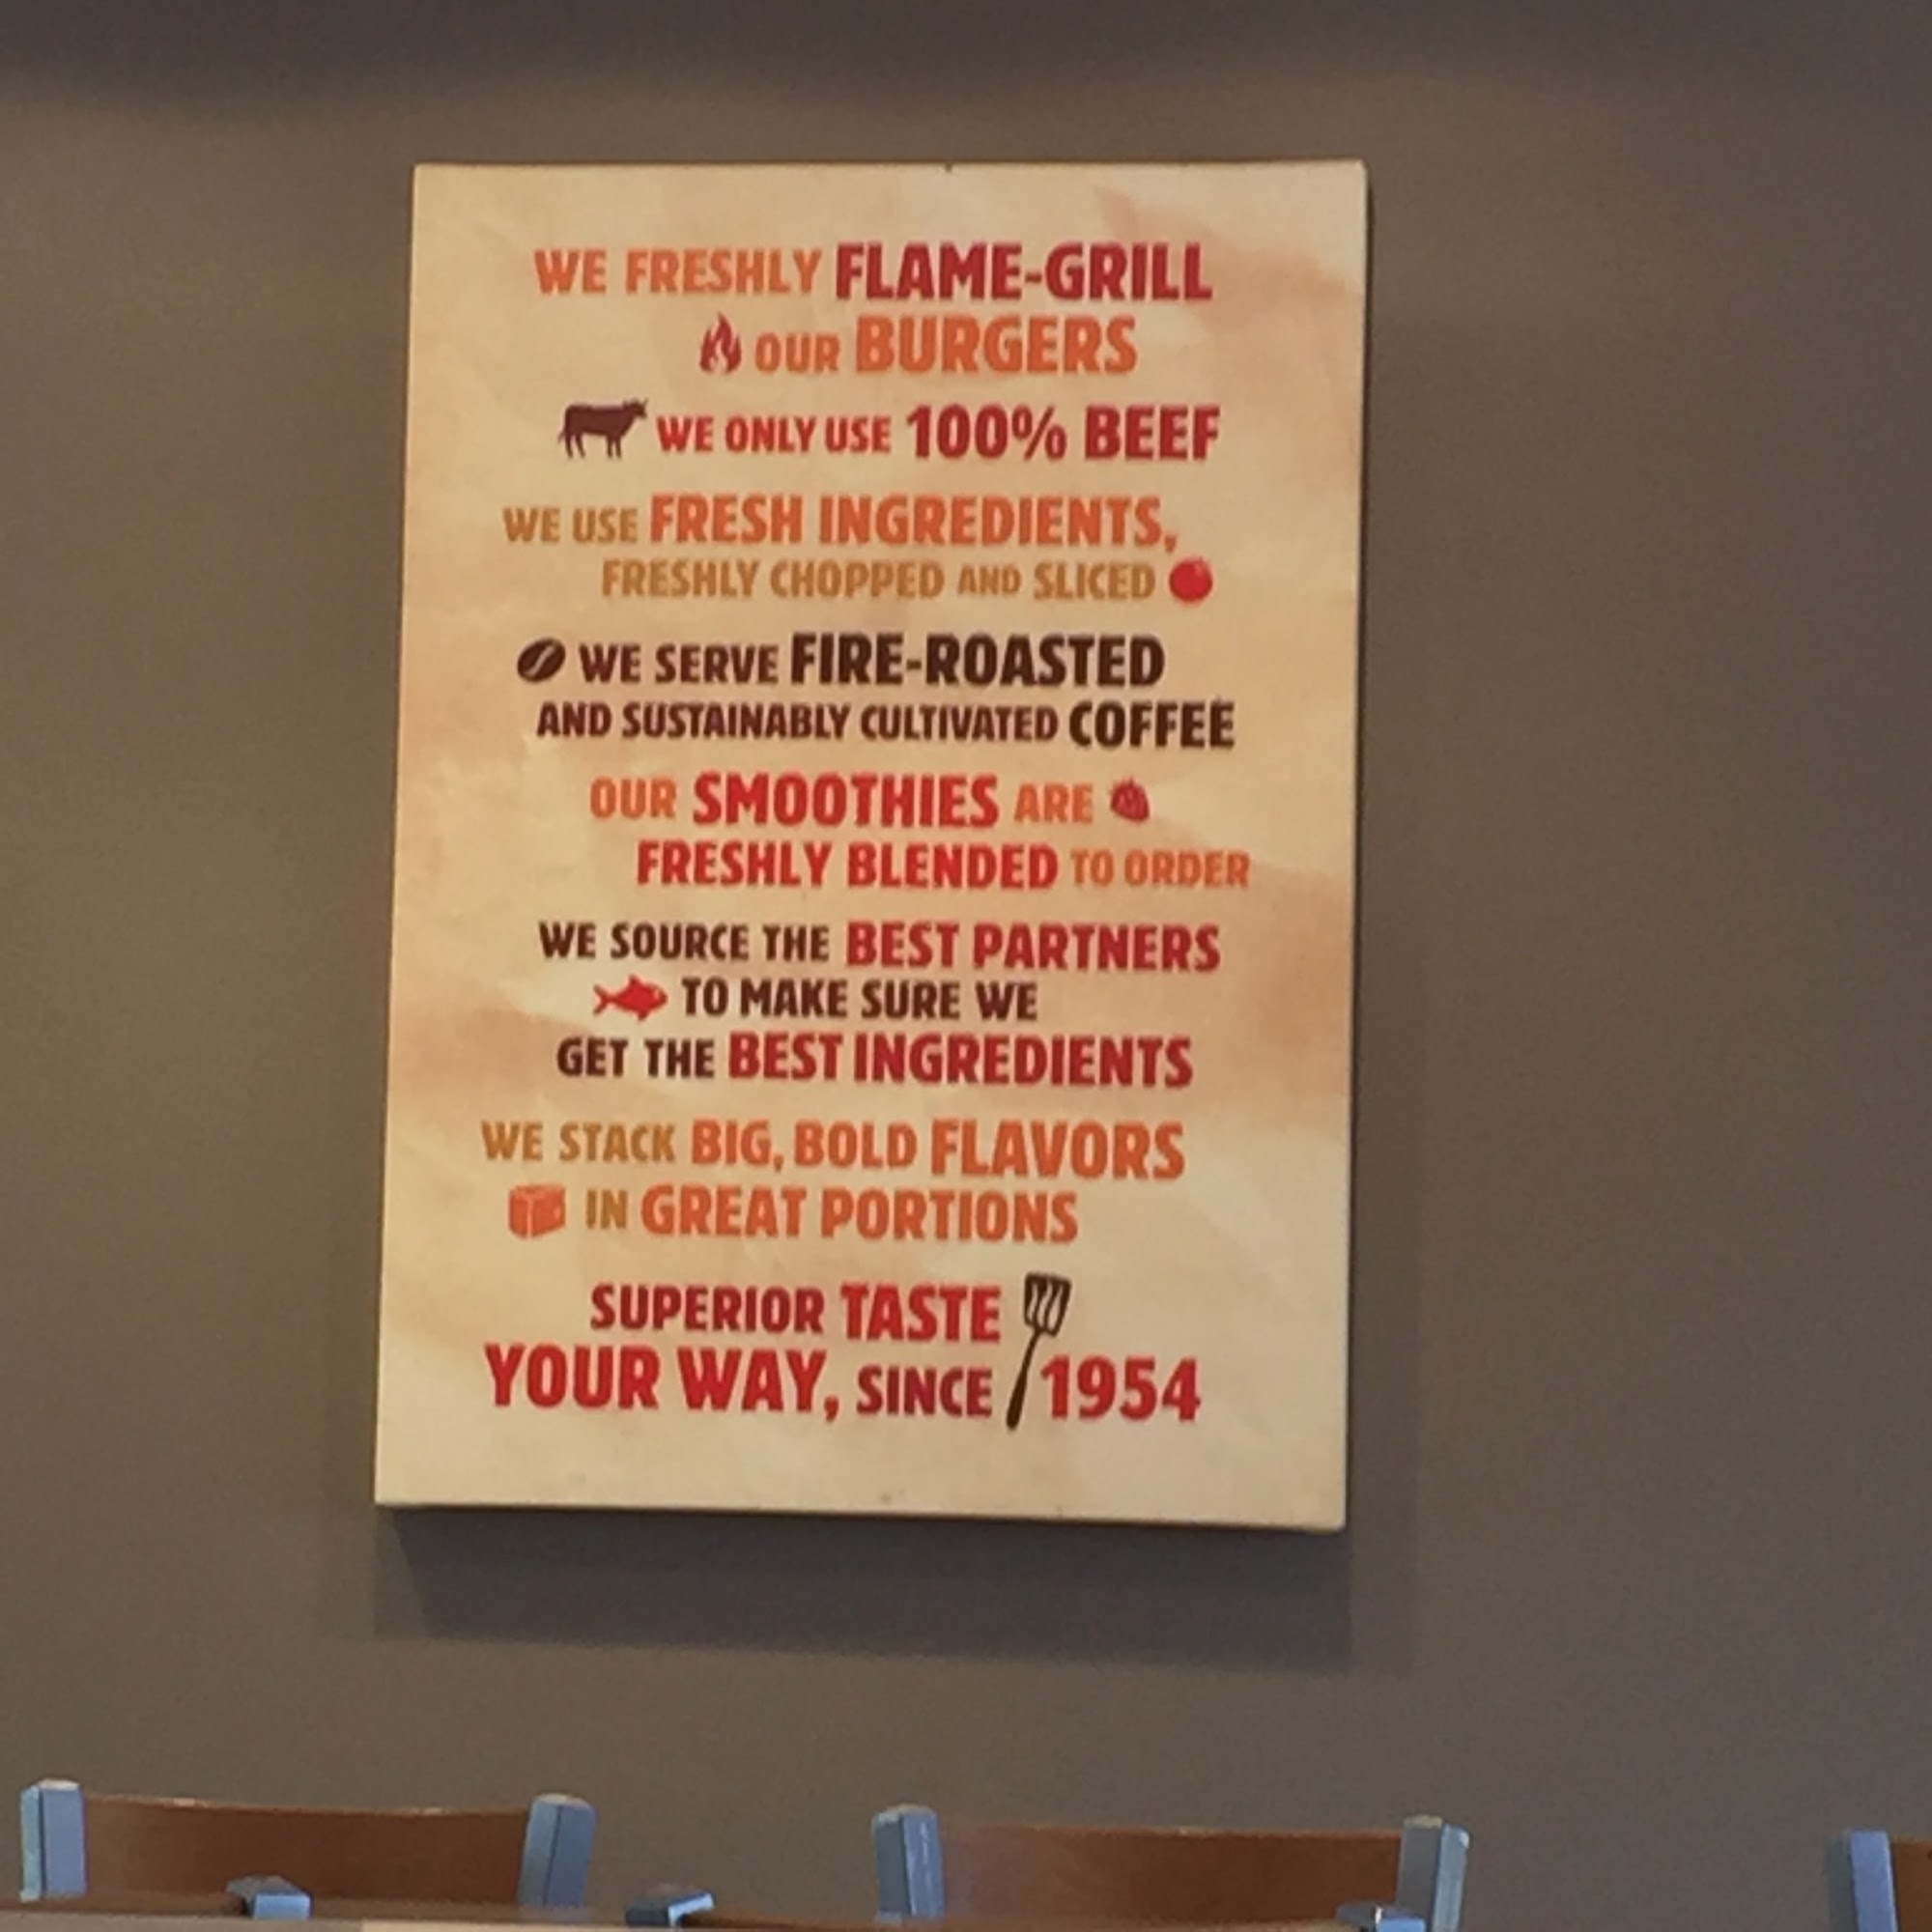 WE FRESHLY FLAME-GRILL
OUR BURGERS
WE ONLY USE 100% BEEF
WE USE FRESH INGREDIENTS,
FRESHLY CHOPPED AND SLICED
WE SERVE FIRE-ROASTED
AND SUSTAINABLY CULTIVATED COFFEE
OUR SMOOTHIES ARE
FRESHLY BLENDED TO ORDER
WE SOURCE THE BEST PARTNERS
TO MAKE SURE WE
GET THE BEST INGREDIENTS
WE STACK BIG, BOLD FLAVORS
IN GREAT PORTIONS
SUPERIOR TASTE
YOUR WAY, SINCE 1954